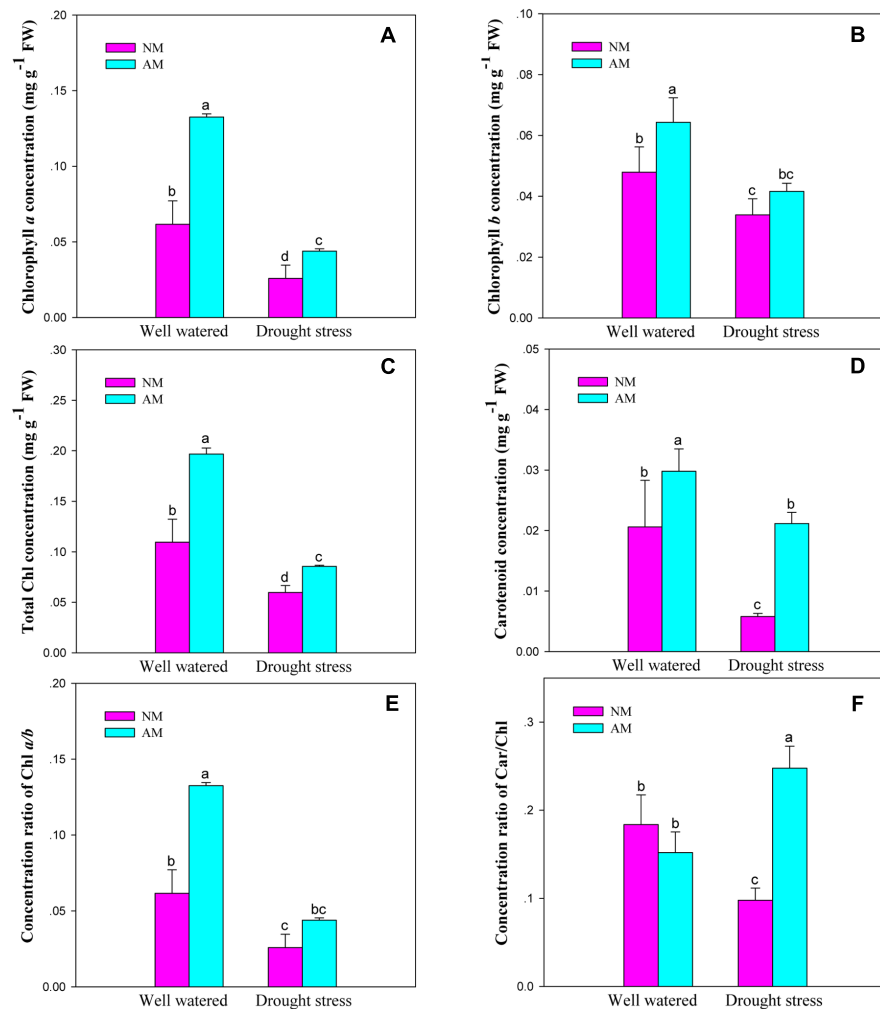 A
Chlorophyll a concentration (mg g-1 FW)
NM
AM
.20
.15
.10
.05
0.00
b
a
d
c
Well watered
Drought stress
B
Chlorophyll b concentration (mg g-1 FW)
NM
AM
.10
.08
.06
.04
.02
0.00
b
a
c
bc
Well watered
Drought stress
C
Total Chl concentration (mg g-1 FW)
NM
AM
.30
.25
.20
.15
.10
.05
0.00
b
a
d
c
Well watered
Drought stress
D
Carotenoid concentration (mg g-1 FW)
NM
AM
.05
.04
.03
.02
.01
0.00
b
a
c
b
Well watered
Drought stress
E
Concentration ratio of Chl a/b
NM
AM
.20
.15
.10
.05
0.00
b
a
c
bc
Well watered
Drought stress
F
Concentration ratio of Car/Chl
NM
AM
.3
.2
0.1
0.0
b
b
c
a
Well watered
Drought stress